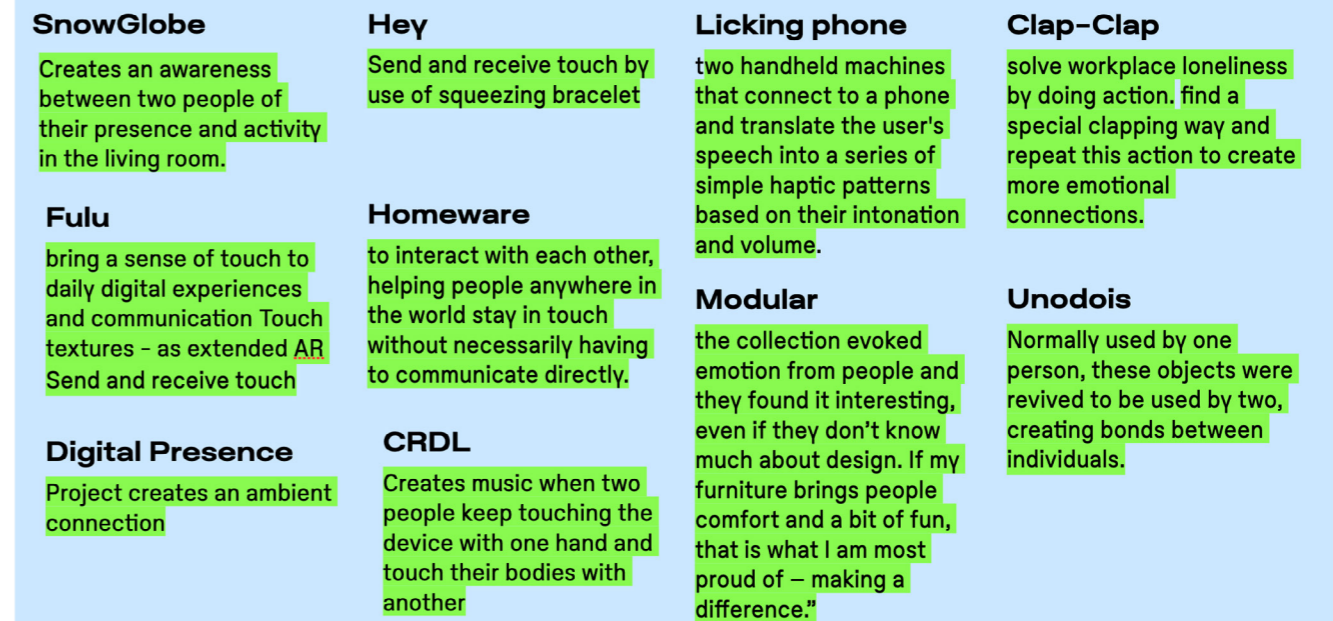 SnowGlobe
Creates an awareness
between two people of
their presence and activity
in the living room.
Fulu
bring a sense of touch to
daily digital experiences
and communication Touch
textures - as extended AR
Send and receive touch
Digital Presence
Project creates an ambient
connection
Hey
Send and receive touch by
use of squeezing bracelet
Homeware
to interact with each other,
helping people anywhere in
the world stay in touch
without necessarily having
to communicate directly.
CRDL
Creates music when two
people keep touching the
device with one hand and
touch their bodies with
another
Licking phone
two handheld machines
that connect to a phone
and translate the user's
speech into a series of
simple haptic patterns
based on their intonation
and volume.
Modular
the collection evoked
emotion from people and
they found it interesting,
even if they don’t know
much about design. If my
furniture brings people
comfort and a bit of fun,
that is what I am most
proud of – making a
difference.”
Clap-Clap
solve workplace loneliness
by doing action. find a
special clapping way and
repeat this action to create
more emotional
connections.
Unodois
Normally used by one
person, these objects were
revived to be used by two,
creating bonds between
individuals.